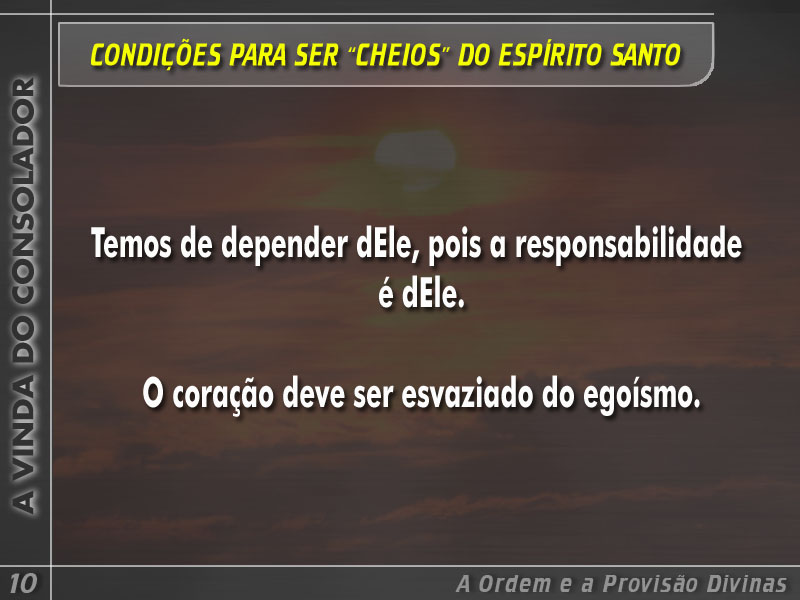 CONDIÇÕES PARA SER “CHEIOS” DO ESPÍRITO SANTO
A VINDA DO CONSOLADOR
Temos de depender dEle, pois a responsabilidade
é dEle.
O coração deve ser esvaziado do egoísmo.
10
A Ordem e a Provisão Divinas